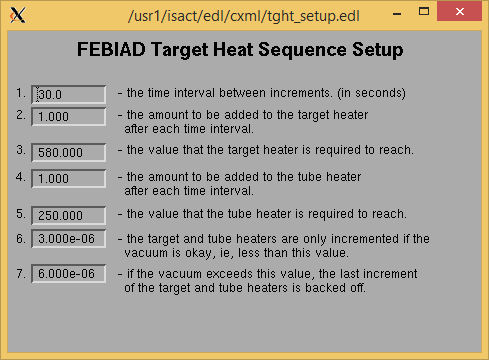 /usr1/isact/edl/cxml/tght_setup.edl
FEBIAD Target Heat Sequence Setup
1. 30.0 - the time interval between increments. (in seconds)
2. 1.000 - the amount to be added to the target heater
after each time interval.
3. 580.000 - the value that the target heater is required to reach.
4. 1.000 - the amount to be added to the tube heater
after each time interval.
5. 250.000 - the value that the tube heater is required to reach.
6. 3.000e-06 - the target and tube heaters are only incremented if the
vacuum is okay, ie, less than this value.
7. 6.000e-06 - if the vacuum exceeds this value, the last increment
of the target and tube heaters is backed off.